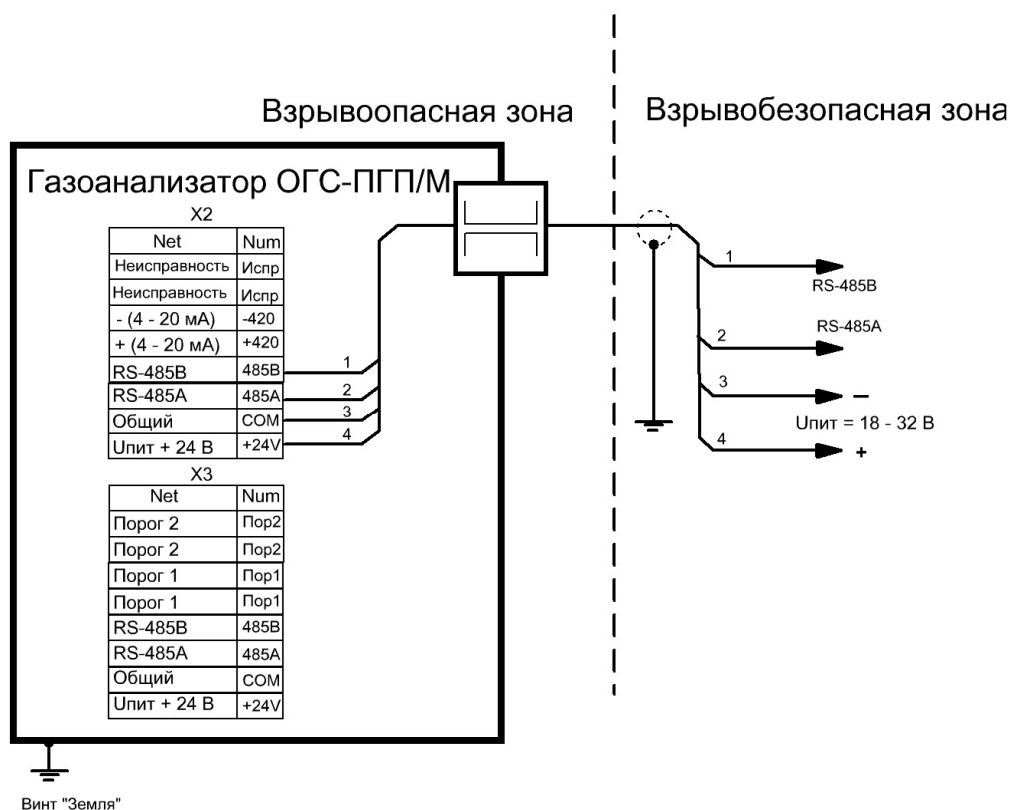 Взрывоопасная зона
Взрывобезопасная зона
Газоанализатор ОГС-ПГП/М
X2
Net Num
Неисправность Испр
Неисправность Испр
- (4 - 20 мА) -420
+ (4 - 20 мА) +420
RS-485B 485B
RS-485A 485A
Общий COM
Uпит + 24 В +24V
1
2
3
4
X3
Net Num
Порог 2 Пор2
Порог 2 Пор2
Порог 1 Пор1
Порог 1 Пор1
RS-485B 485B
RS-485A 485A
Общий COM
Uпит + 24 В +24V
1
RS-485B
RS-485A
2
3 –
Uпит = 18 - 32 В
4 +
Винт "Земля"